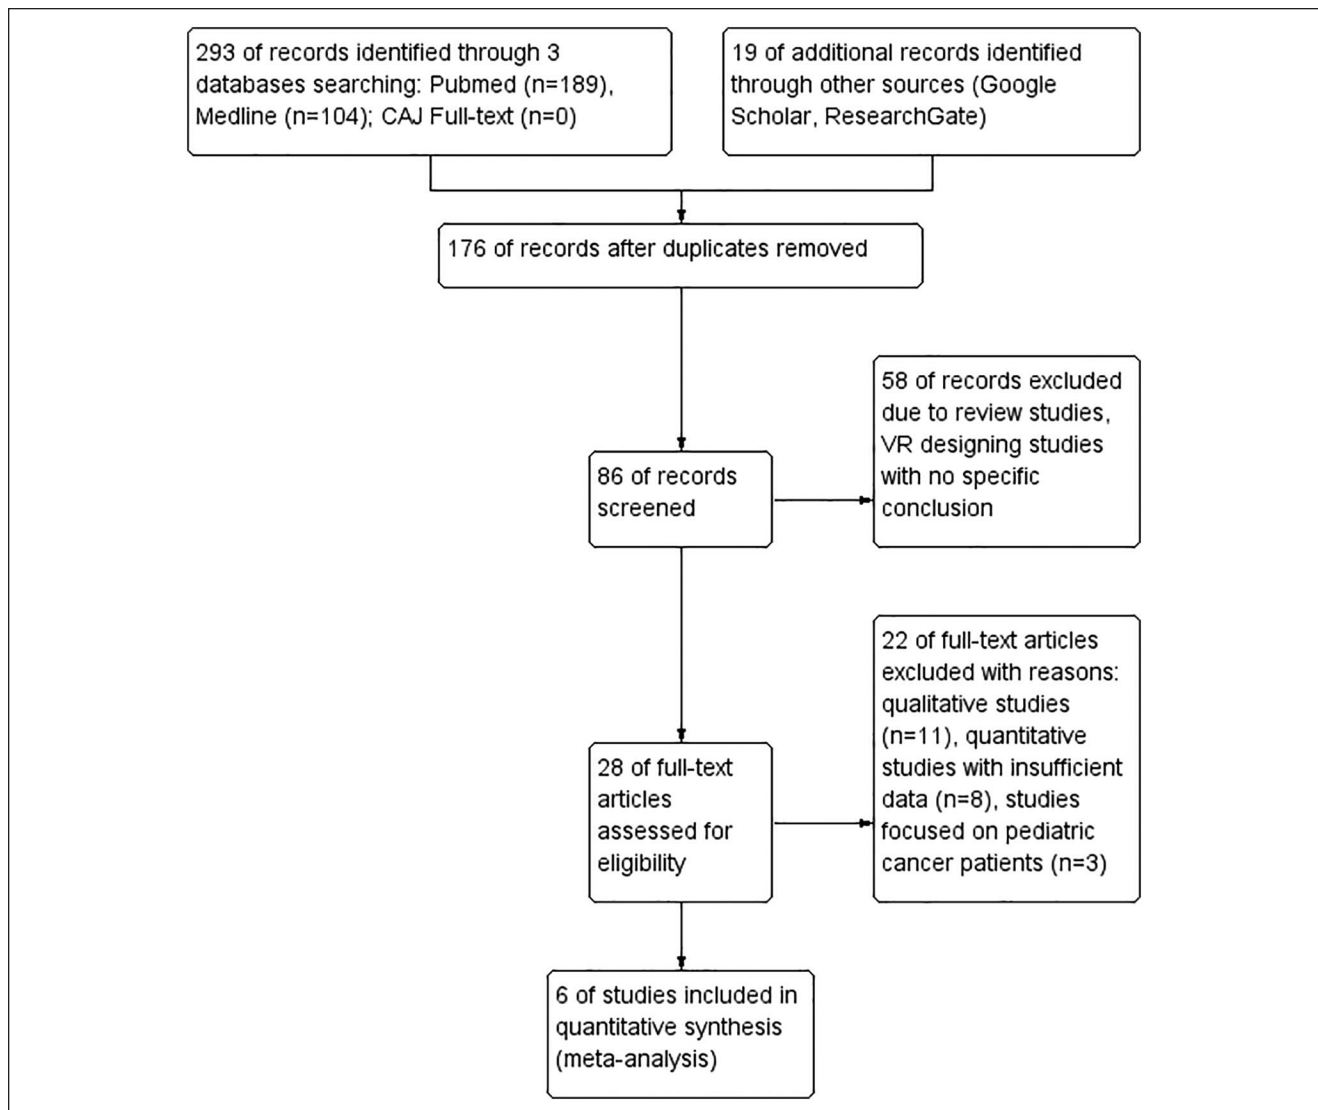 293 of records identified through 3
databases searching: Pubmed (n=189),
Medline (n=104); CAJ Full-text (n=0)
19 of additional records identified
through other sources (Google
Scholar, ResearchGate)
176 of records after duplicates removed
58 of records excluded
due to review studies,
VR designing studies
with no specific
conclusion
86 of records
screened
22 of full-text articles
excluded with reasons:
qualitative studies
(n=11), quantitative
studies with insufficient
data (n=8), studies
focused on pediatric
cancer patients (n=3)
28 of full-text
articles
assessed for
eligibility
6 of studies included in
quantitative synthesis
(meta-analysis)